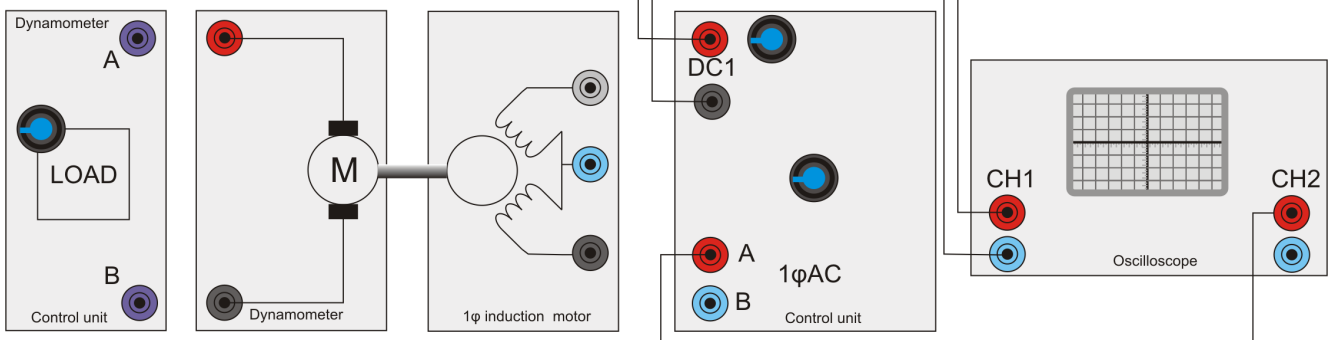 Dynamometer
A
LOAD
B
Control unit
M
Dynamometer
1φ induction motor
DC1
A
1φAC
B
Control unit
CH1
CH2
Oscilloscope